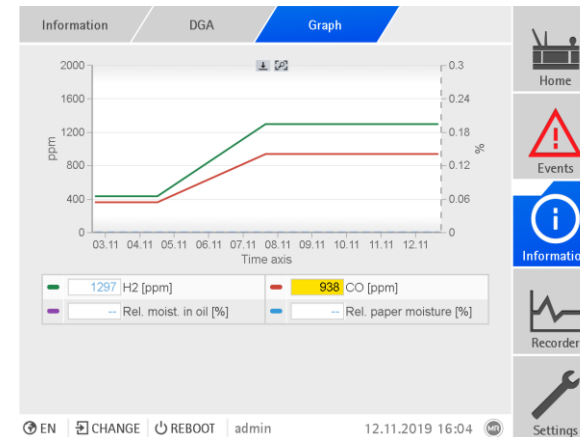 Information DGA Graph
2000 0.3
1600 0.24
1200 0.18
ppm %
800 0.12
400 0.06
0 0
03.11 04.11 05.11 06.11 07.11 08.11 09.11 10.11 11.11 12.11
Time axis
1297 H2 [ppm] 938 CO [ppm]
-- Rel. moist. in oil [%] -- Rel. paper moisture [%]
Home
Events
Informatio
Recorder
Settings
EN CHANGE REBOOT admin 12.11.2019 16:04 MR